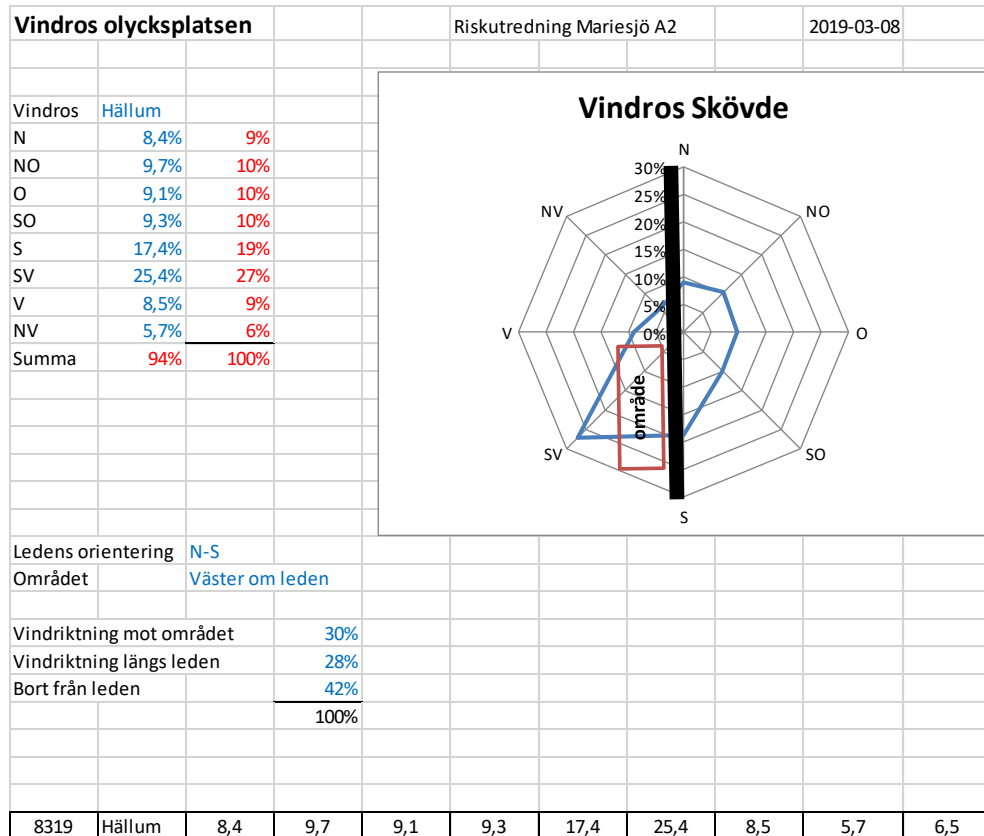 Vindros olycksplatsen Riskutredning Mariesjö A2 2019-03-08
Vindros Hällum
N 8,4% 9%
NO 9,7% 10%
O 9,1% 10%
SO 9,3% 10%
S 17,4% 19%
SV 25,4% 27%
V 8,5% 9%
NV 5,7% 6%
Summa 94% 100%
Vindros Skövde
N
30%
25%
20%
15%
10%
5%
0%
NO
O
SO
S
SV
V
NV
område
Ledens orientering N-S
Området Väster om leden
Vindriktning mot området 30%
Vindriktning längs leden 28%
Bort från leden 42%
100%
8319 Hällum 8,4 9,7 9,1 9,3 17,4 25,4 8,5 5,7 6,5